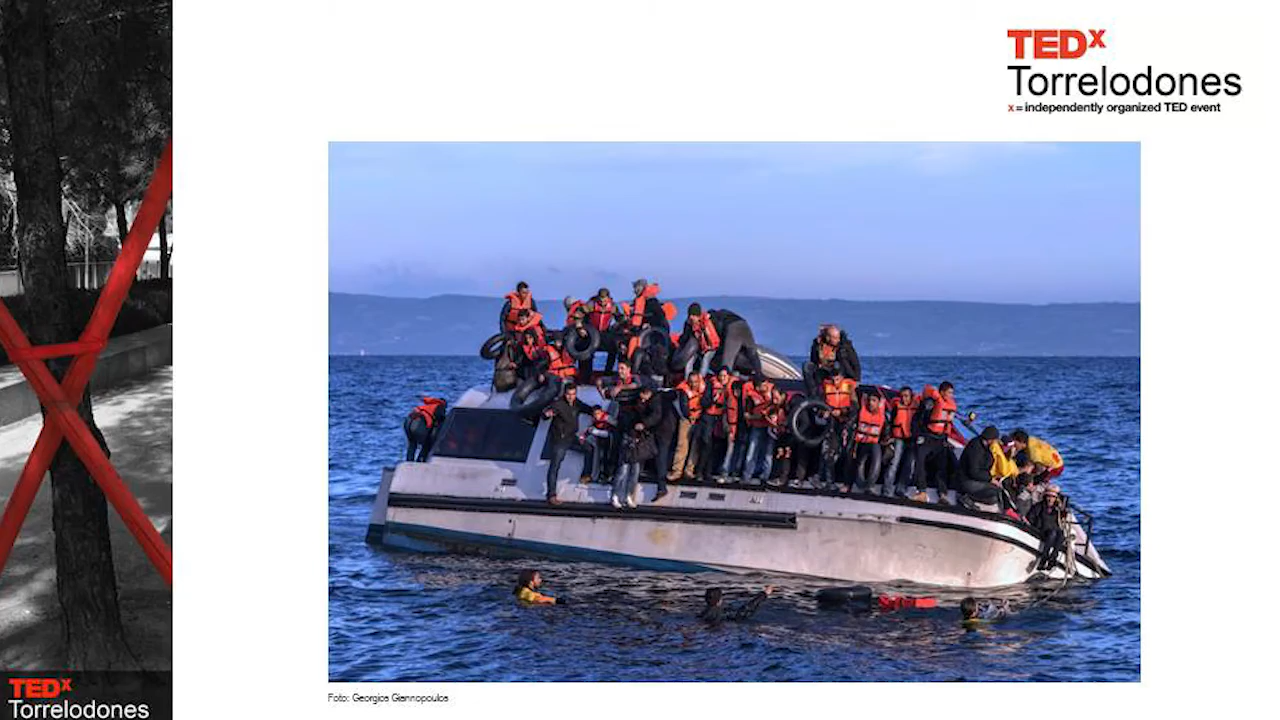 TEDx
Torrelodones
x = independently organized TED event
Foto: Georgios Giannopoulos
TEDx
Torrelodones